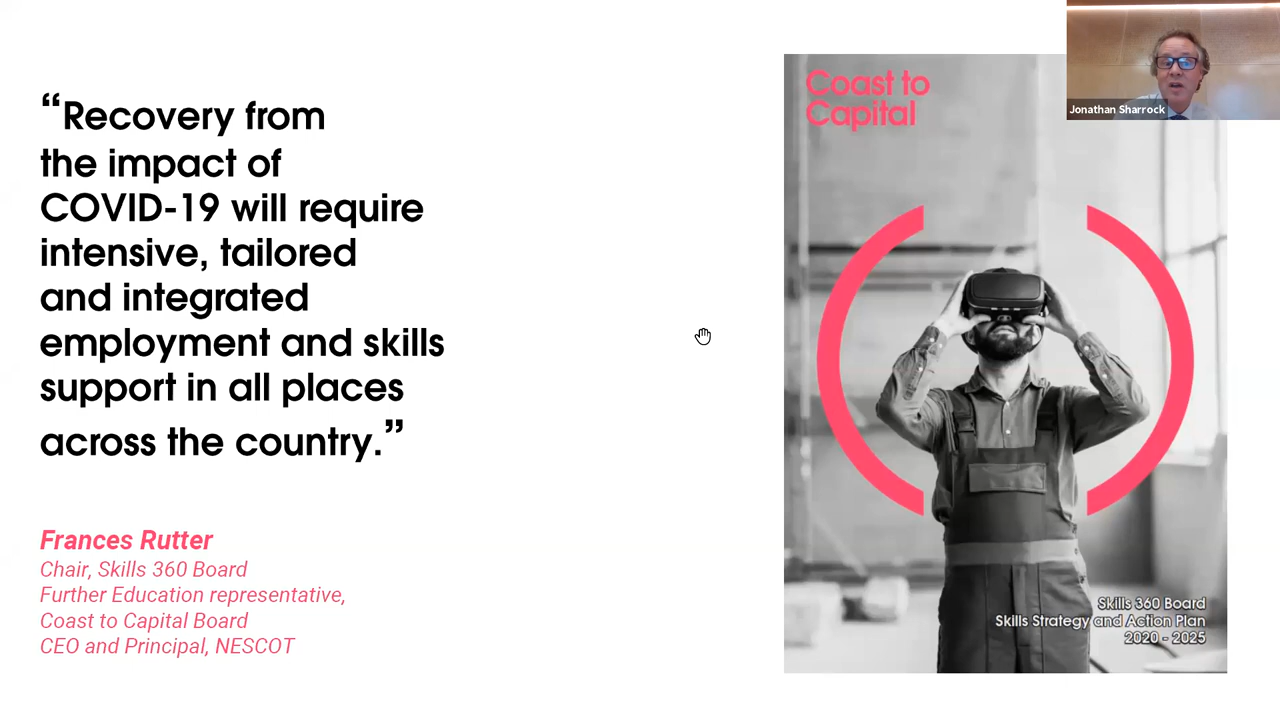 “Recovery from
the impact of
COVID-19 will require
intensive, tailored
and integrated
employment and skills
support in all places
across the country.”
Frances Rutter
Chair, Skills 360 Board
Further Education representative,
Coast to Capital Board
CEO and Principal, NESCOT
Coast to
Capital
Jonathan Sharrock
Skills 360 Board
Skills Strategy and Action Plan
2020 - 2025